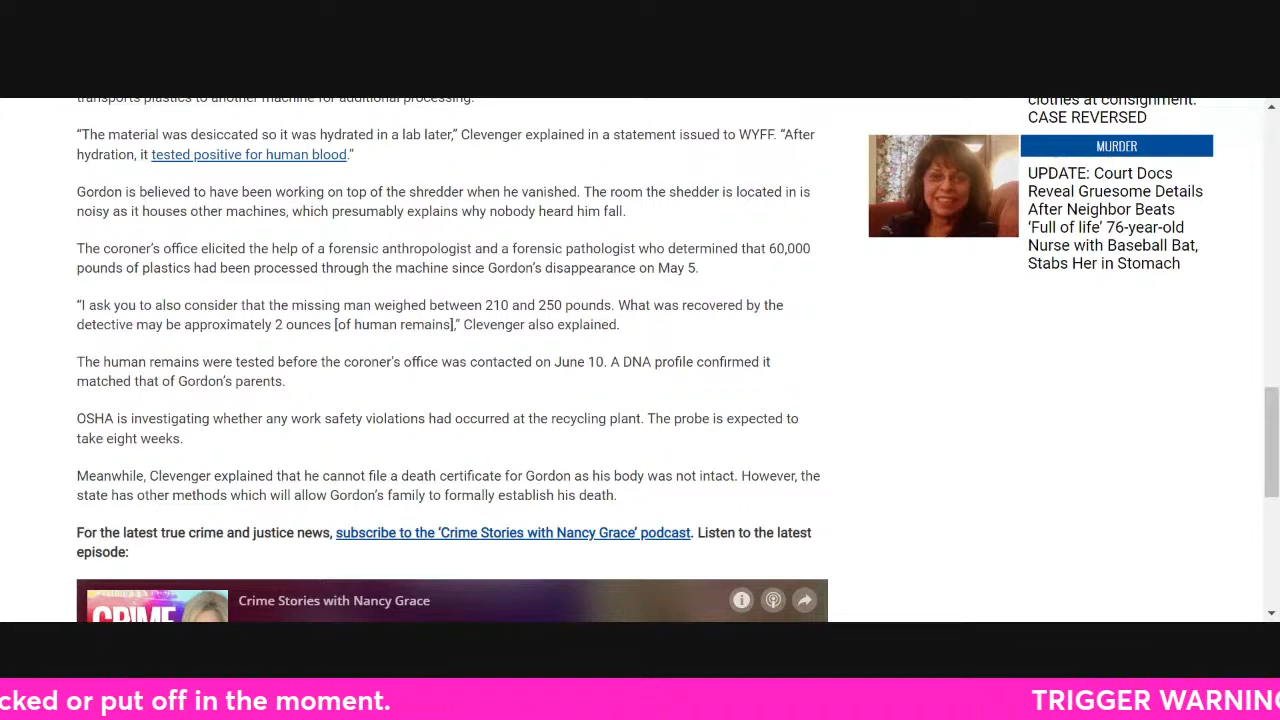 transports plastics to another machine for additional processing.
“The material was desiccated so it was hydrated in a lab later,” Clevenger explained in a statement issued to WYFF. “After
hydration, it tested positive for human blood.”
Gordon is believed to have been working on top of the shredder when he vanished. The room the shedder is located in is
noisy as it houses other machines, which presumably explains why nobody heard him fall.
The coroner’s office elicited the help of a forensic anthropologist and a forensic pathologist who determined that 60,000
pounds of plastics had been processed through the machine since Gordon’s disappearance on May 5.
“I ask you to also consider that the missing man weighed between 210 and 250 pounds. What was recovered by the
detective may be approximately 2 ounces [of human remains],” Clevenger also explained.
The human remains were tested before the coroner’s office was contacted on June 10. A DNA profile confirmed it
matched that of Gordon’s parents.
OSHA is investigating whether any work safety violations had occurred at the recycling plant. The probe is expected to
take eight weeks.
Meanwhile, Clevenger explained that he cannot file a death certificate for Gordon as his body was not intact. However, the
state has other methods which will allow Gordon’s family to formally establish his death.
For the latest true crime and justice news, subscribe to the ‘Crime Stories with Nancy Grace’ podcast. Listen to the latest
episode:
CRIME
Crime Stories with Nancy Grace
clothes at consignment.
CASE REVERSED
MURDER
UPDATE: Court Docs
Reveal Gruesome Details
After Neighbor Beats
‘Full of life’ 76-year-old
Nurse with Baseball Bat,
Stabs Her in Stomach
cked or put off in the moment.
TRIGGER WARNING